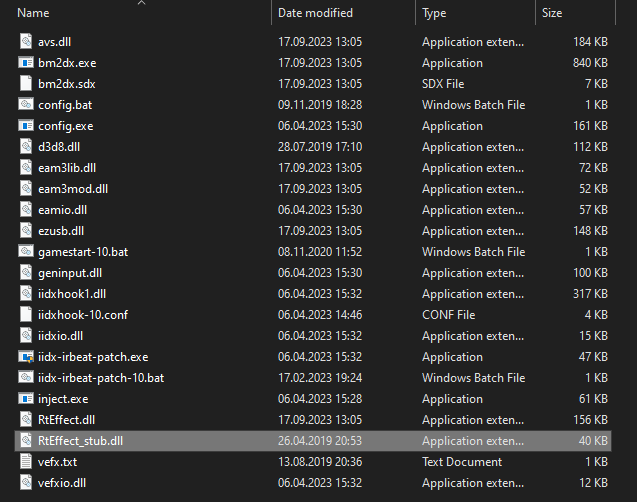 Name Date modified Type Size
avs.dll 17.09.2023 13:05 Application exten... 184 KB
bm2dx.exe 17.09.2023 13:05 Application 840 KB
bm2dx.sdx 17.09.2023 13:05 SDX File 7 KB
config.bat 09.11.2019 18:28 Windows Batch File 1 KB
config.exe 06.04.2023 15:30 Application 161 KB
d3d8.dll 28.07.2019 17:10 Application exten... 112 KB
eam3lib.dll 17.09.2023 13:05 Application exten... 72 KB
eam3mod.dll 17.09.2023 13:05 Application exten... 52 KB
eamio.dll 06.04.2023 15:30 Application exten... 57 KB
ezusb.dll 17.09.2023 13:05 Application exten... 148 KB
gamestart-10.bat 08.11.2020 11:52 Windows Batch File 1 KB
geninput.dll 06.04.2023 15:30 Application exten... 100 KB
iidxhook1.dll 06.04.2023 15:32 Application exten... 317 KB
iidxhook-10.conf 06.04.2023 14:46 CONF File 4 KB
iidxio.dll 06.04.2023 15:32 Application exten... 15 KB
iidx-irbeat-patch.exe 06.04.2023 15:32 Application 47 KB
iidx-irbeat-patch-10.bat 17.02.2023 19:24 Windows Batch File 1 KB
inject.exe 06.04.2023 15:28 Application 61 KB
RtEffect.dll 17.09.2023 13:05 Application exten... 156 KB
RtEffect_stub.dll 26.04.2019 20:53 Application exten... 40 KB
vefx.txt 13.08.2019 20:36 Text Document 1 KB
vefxio.dll 06.04.2023 15:32 Application exten... 12 KB